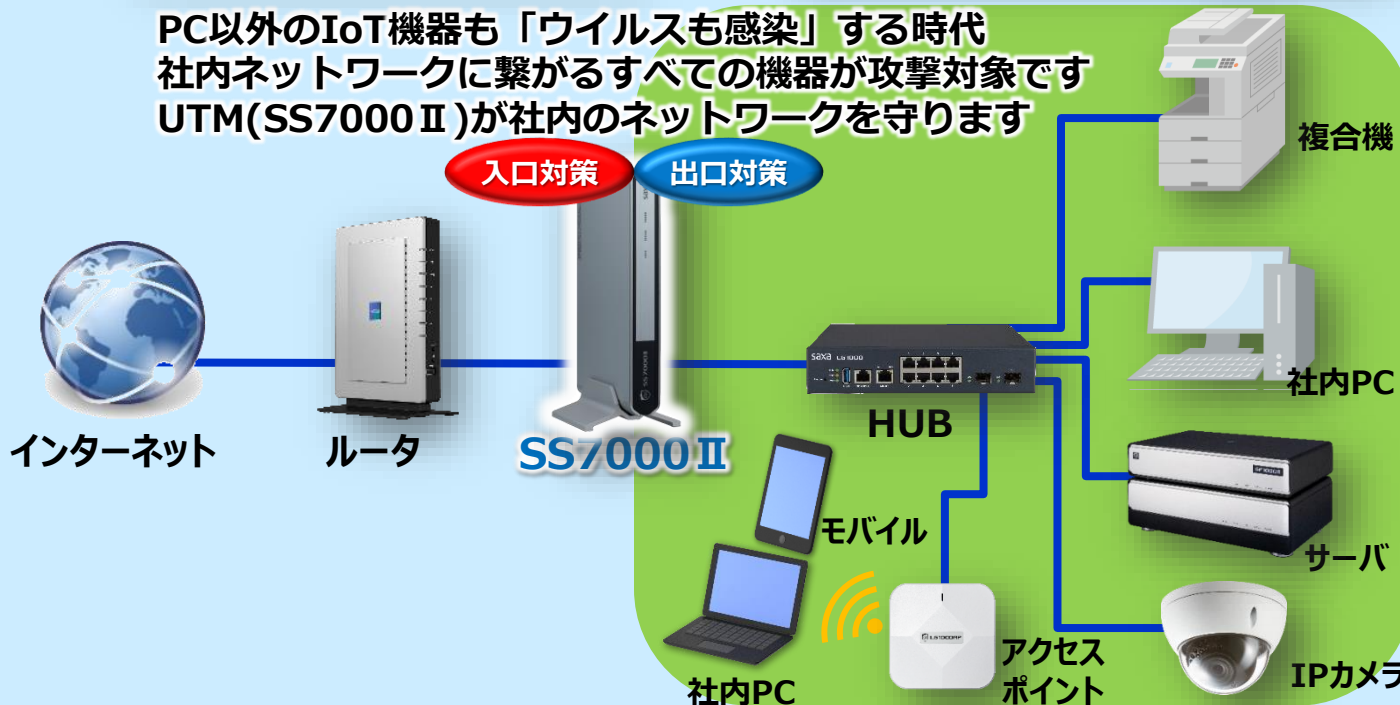 PC以外のIoT機器も「ウイルスも感染」する時代
社内ネットワークに繋がるすべての機器が攻撃対象です
UTM(SS7000Ⅱ)が社内のネットワークを守ります
入口対策
出口対策
複合機
インターネット
ルータ
SS7000Ⅱ
SS7000Ⅱ
saxa LG1000
HUB
社内PC
モバイル
サーバ
社内PC
アクセス
ポイント
IPカメラ